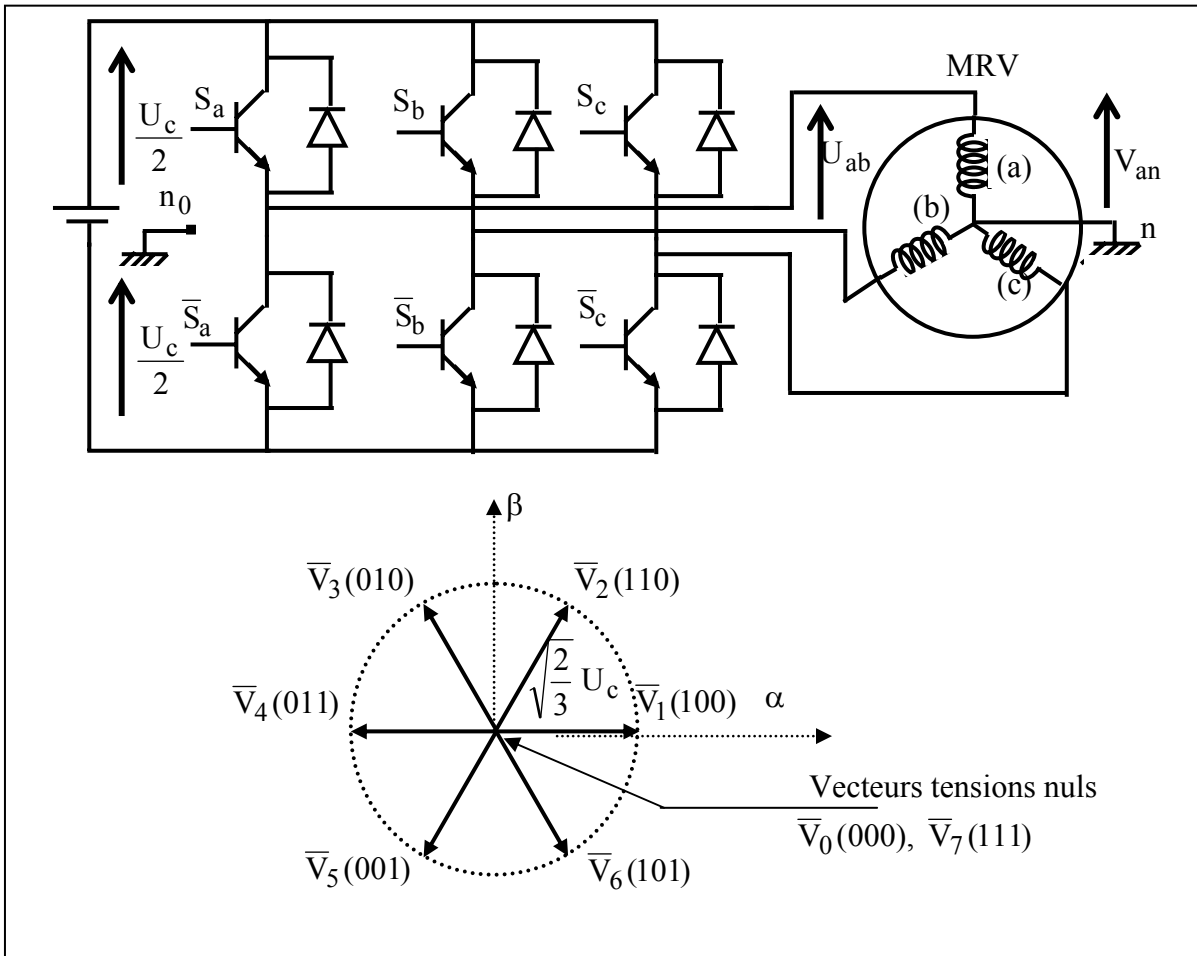 MRV
S_a
S_b
S_c
U_c/2
n_0
U_ab
(a)
(b)
(c)
V_an
n
S̅_a
S̅_b
S̅_c
U_c/2
β
V̅_3(010)
V̅_2(110)
√(2/3) U_c
V̅_4(011)
V̅_1(100)
α
Vecteurs tensions nuls
V̅_0(000), V̅_7(111)
V̅_5(001)
V̅_6(101)